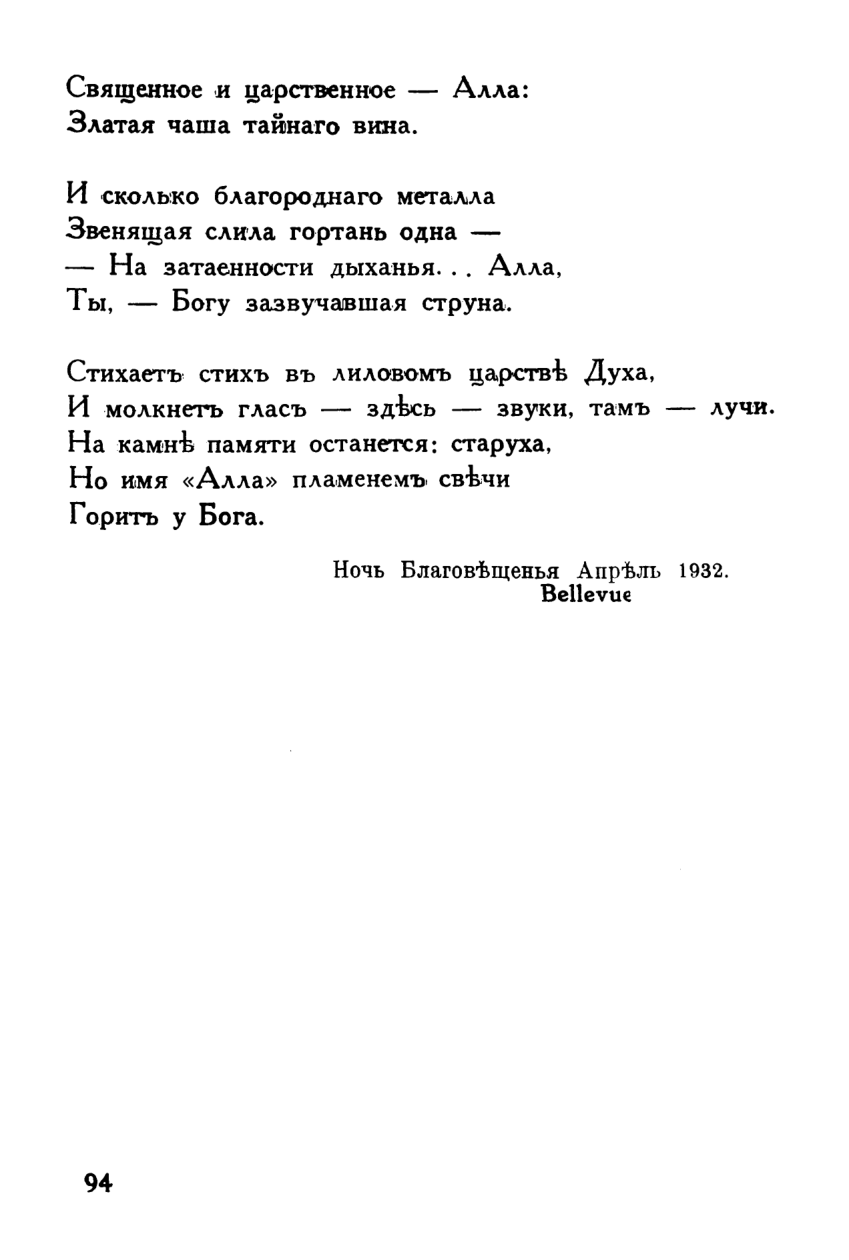 Священное и царственное — Алла:
Златая чаша тайнаго вина.
И сколько благороднаго металла
Звенящая слила гортань одна —
— На затаенности дыханья. . . Алла,
Ты, — Богу зазвучавшая струна.
Стихаетъ стихъ въ лиловомъ царствѣ Духа,
И молкнетъ гласъ — здѣсь — звуки, тамъ — лучи.
На камнѣ памяти останется: старуха,
Но имя «Алла» пламенемъ свѣчи
Горитъ у Бога.
Ночь Благовѣщенья Апрѣль 1932.
Bellevue
94